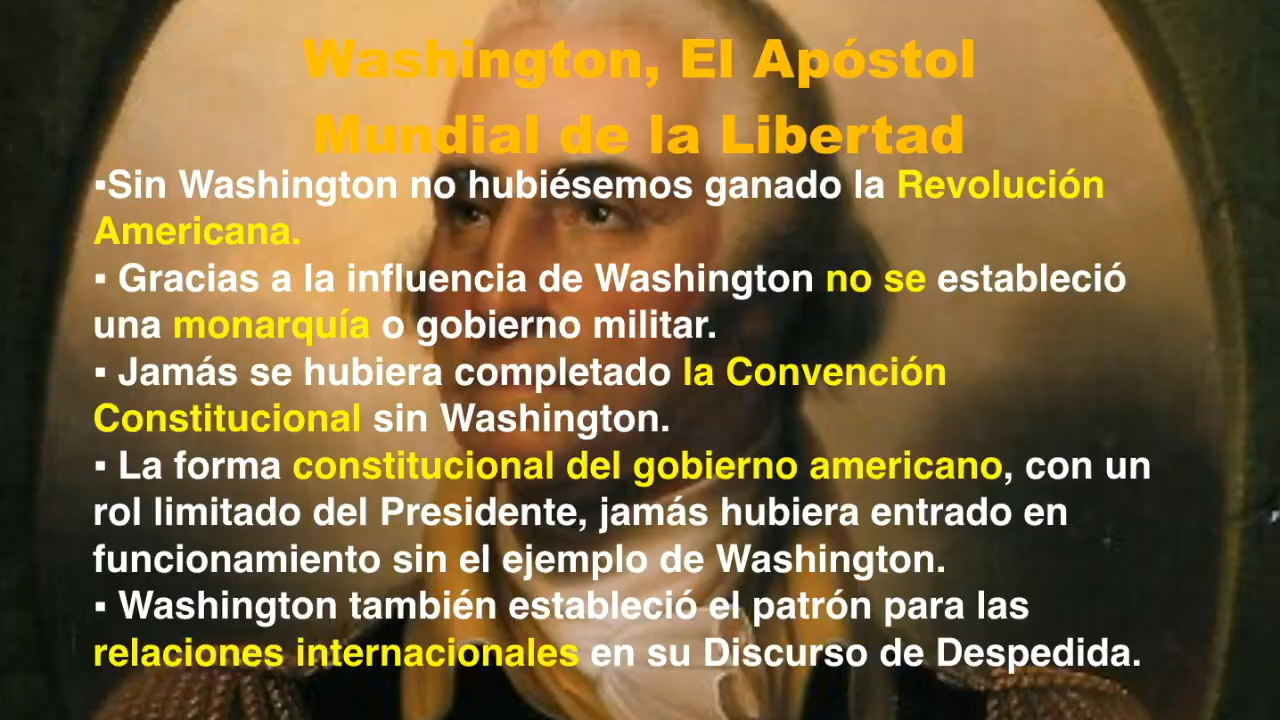 Washington, El Apóstol
Mundial de la Libertad
▪Sin Washington no hubiésemos ganado la Revolución
Americana.
▪ Gracias a la influencia de Washington no se estableció
una monarquía o gobierno militar.
▪ Jamás se hubiera completado la Convención
Constitucional sin Washington.
▪ La forma constitucional del gobierno americano, con un
rol limitado del Presidente, jamás hubiera entrado en
funcionamiento sin el ejemplo de Washington.
▪ Washington también estableció el patrón para las
relaciones internacionales en su Discurso de Despedida.